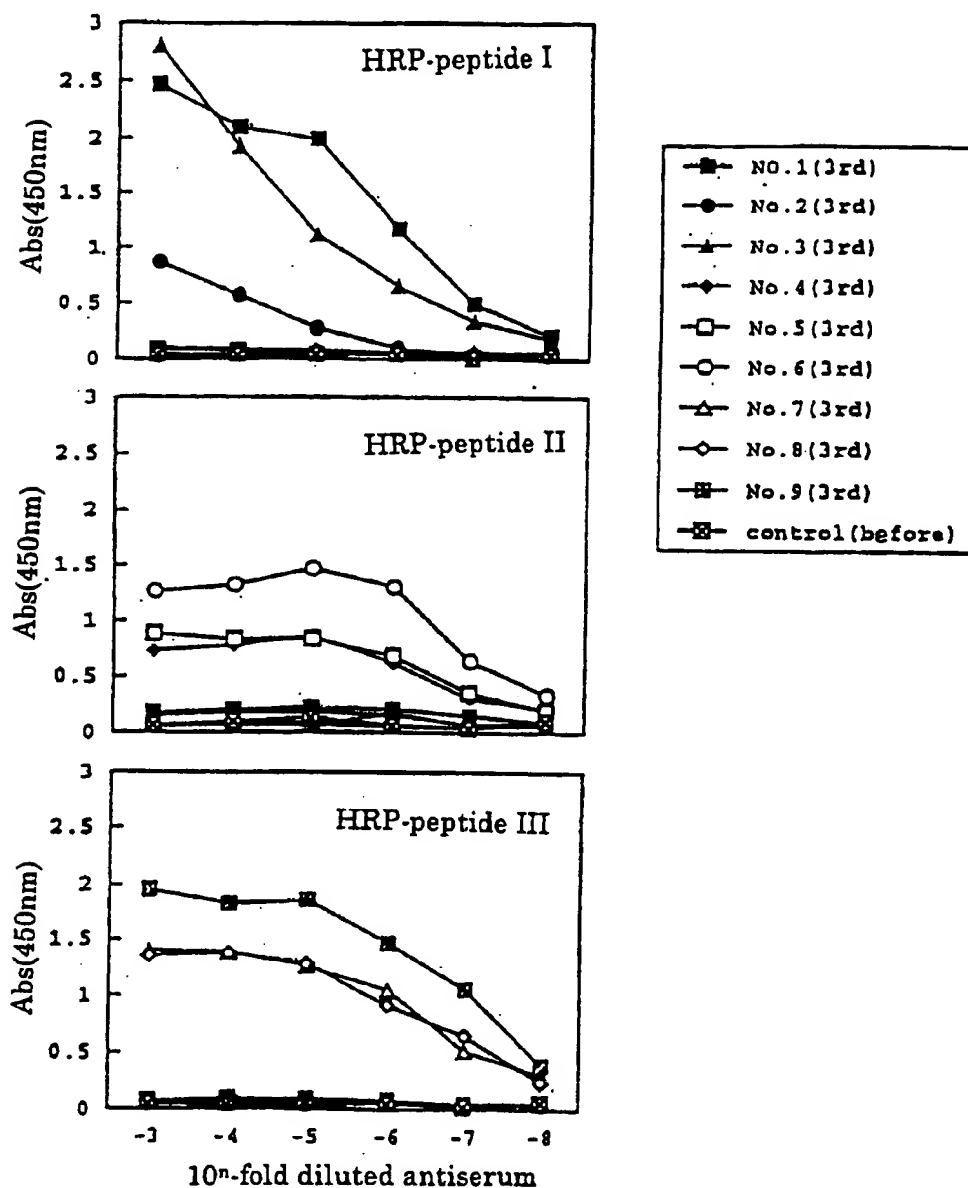 3
2.5
2
1.5
1
0.5
0
Abs(450nm)
HRP-peptide I
3
2.5
2
1.5
1
0.5
0
Abs(450nm)
HRP-peptide II
3
2.5
2
1.5
1
0.5
0
Abs(450nm)
HRP-peptide III
-3 -4 -5 -6 -7 -8
10ⁿ-fold diluted antiserum
No.1(3rd)
No.2(3rd)
No.3(3rd)
No.4(3rd)
No.5(3rd)
No.6(3rd)
No.7(3rd)
No.8(3rd)
No.9(3rd)
control(before)